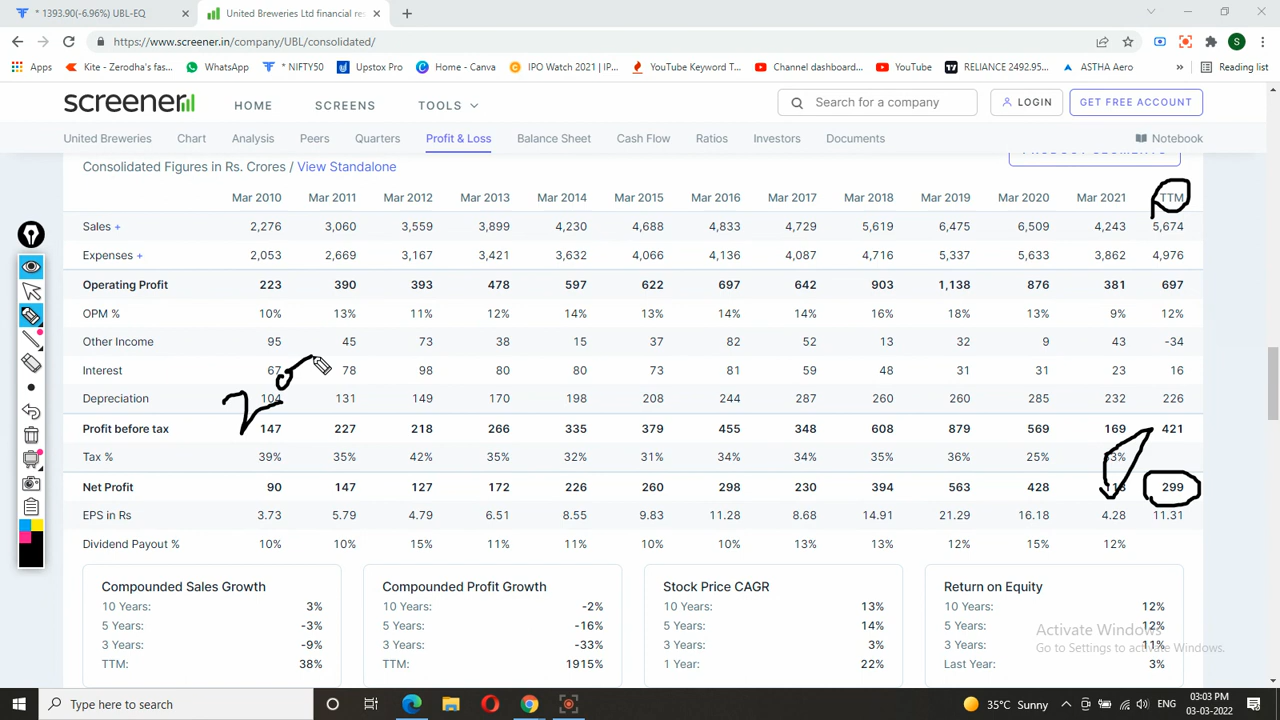 * 1393.90(-6.96%) UBL-EQ × United Breweries Ltd financial res × +
https://www.screener.in/company/UBL/consolidated/ S
Apps Kite - Zerodha's fas... WhatsApp * NIFTY50 Upstox Pro Home - Canva IPO Watch 2021 | IP... YouTube Keyword T... Channel dashboard... YouTube RELIANCE 2492.95... ASTHA Aero » Reading list
screener HOME SCREENS TOOLS Search for a company LOGIN GET FREE ACCOUNT
United Breweries Chart Analysis Peers Quarters Profit & Loss Balance Sheet Cash Flow Ratios Investors Documents Notebook
Consolidated Figures in Rs. Crores / View Standalone PRODUCT SEGMENTS
Mar 2010 Mar 2011 Mar 2012 Mar 2013 Mar 2014 Mar 2015 Mar 2016 Mar 2017 Mar 2018 Mar 2019 Mar 2020 Mar 2021 TTM
Sales + 2,276 3,060 3,559 3,899 4,230 4,688 4,833 4,729 5,619 6,475 6,509 4,243 5,674
Expenses + 2,053 2,669 3,167 3,421 3,632 4,066 4,136 4,087 4,716 5,337 5,633 3,862 4,976
Operating Profit 223 390 393 478 597 622 697 642 903 1,138 876 381 697
OPM % 10% 13% 11% 12% 14% 13% 14% 14% 16% 18% 13% 9% 12%
Other Income 95 45 73 38 15 37 82 52 13 32 9 43 -34
Interest 67 78 98 80 80 73 81 59 48 31 31 23 16
Depreciation 104 131 149 170 198 208 244 287 260 260 285 232 226
Profit before tax 147 227 218 266 335 379 455 348 608 879 569 169 421
Tax % 39% 35% 42% 35% 32% 31% 34% 34% 35% 36% 25% 33%
Net Profit 90 147 127 172 226 260 298 230 394 563 428 113 299
EPS in Rs 3.73 5.79 4.79 6.51 8.55 9.83 11.28 8.68 14.91 21.29 16.18 4.28 11.31
Dividend Payout % 10% 10% 15% 11% 11% 10% 10% 13% 13% 12% 15% 12%
Compounded Sales Growth Compounded Profit Growth Stock Price CAGR Return on Equity
10 Years: 3% 10 Years: -2% 10 Years: 13% 10 Years: 12%
5 Years: -3% 5 Years: -16% 5 Years: 14% 5 Years: 12%
3 Years: -9% 3 Years: -33% 3 Years: 3% 3 Years: 11%
TTM: 38% TTM: 1915% 1 Year: 22% Last Year: 3%
Activate Windows
Go to Settings to activate Windows.
Type here to search 35°C Sunny ENG 03:03 PM
03-03-2022